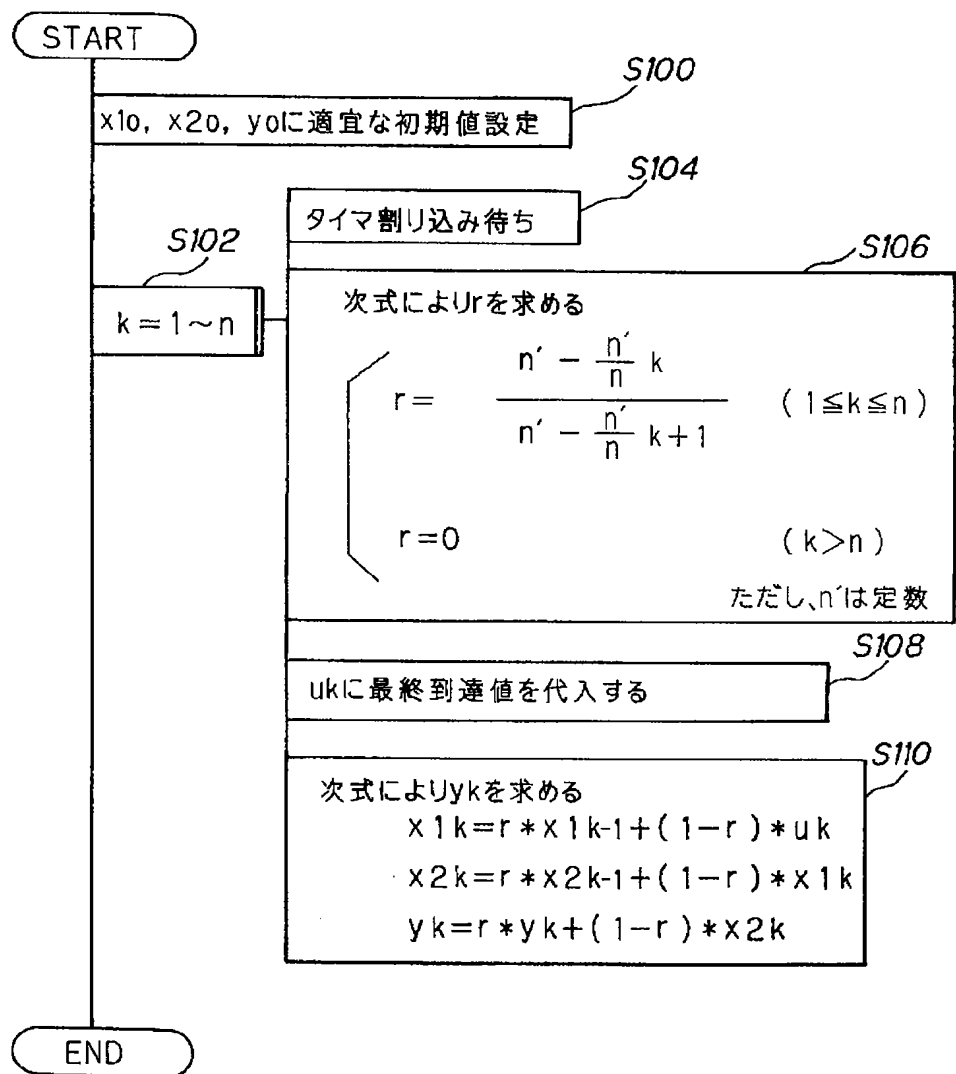 START
S100
x1o, x2o, yoに適宜な初期値設定
S104
タイマ割り込み待ち
S102
k=1~n
S106
次式によりrを求める
r= n′ - n′/n k / n′ - n′/n k+1 (1≦k≦n)
r=0 (k>n)
ただし、n′は定数
S108
ukに最終到達値を代入する
S110
次式によりykを求める
x1k=r*x1k-1+(1-r)*uk
x2k=r*x2k-1+(1-r)*x1k
yk=r*yk+(1-r)*x2k
END